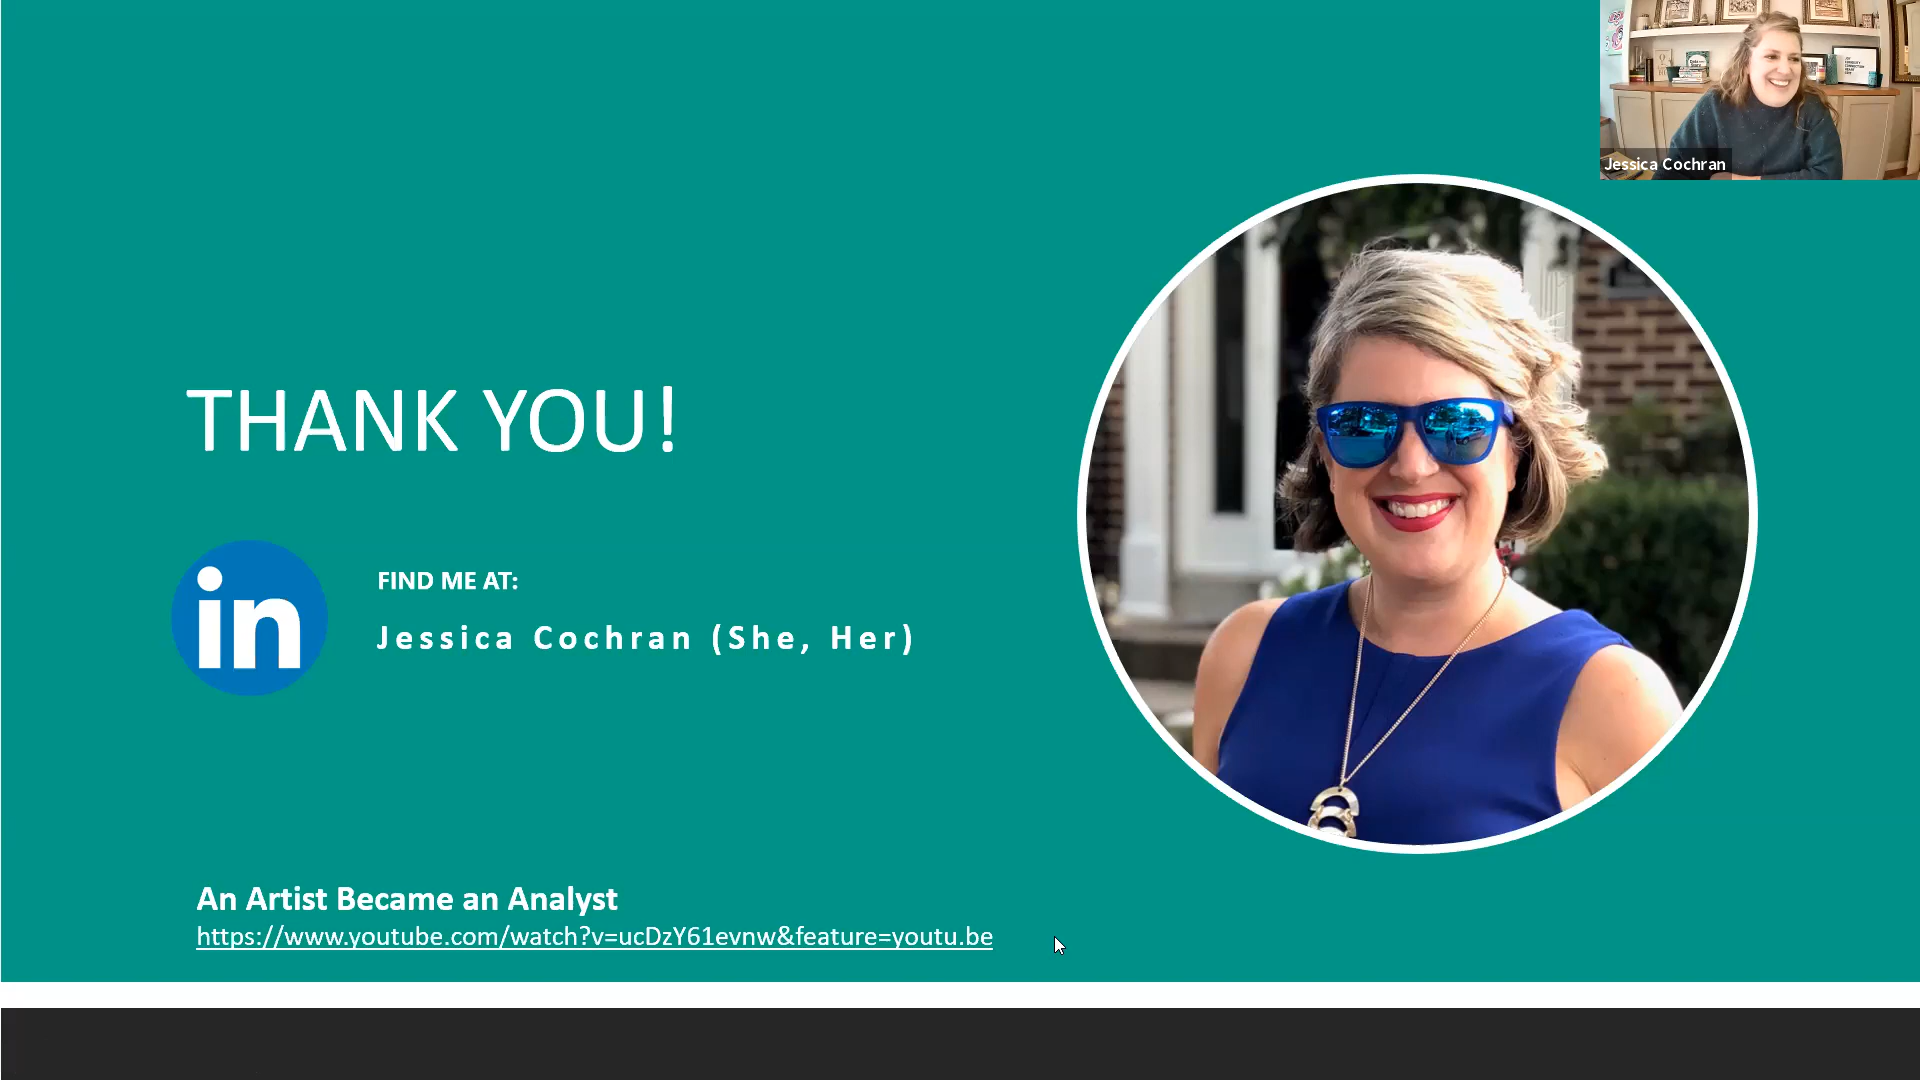 Jessica Cochran
THANK YOU!
in
FIND ME AT:
Jessica Cochran (She, Her)
An Artist Became an Analyst
https://www.youtube.com/watch?v=ucDzY61evnw&feature=youtu.be